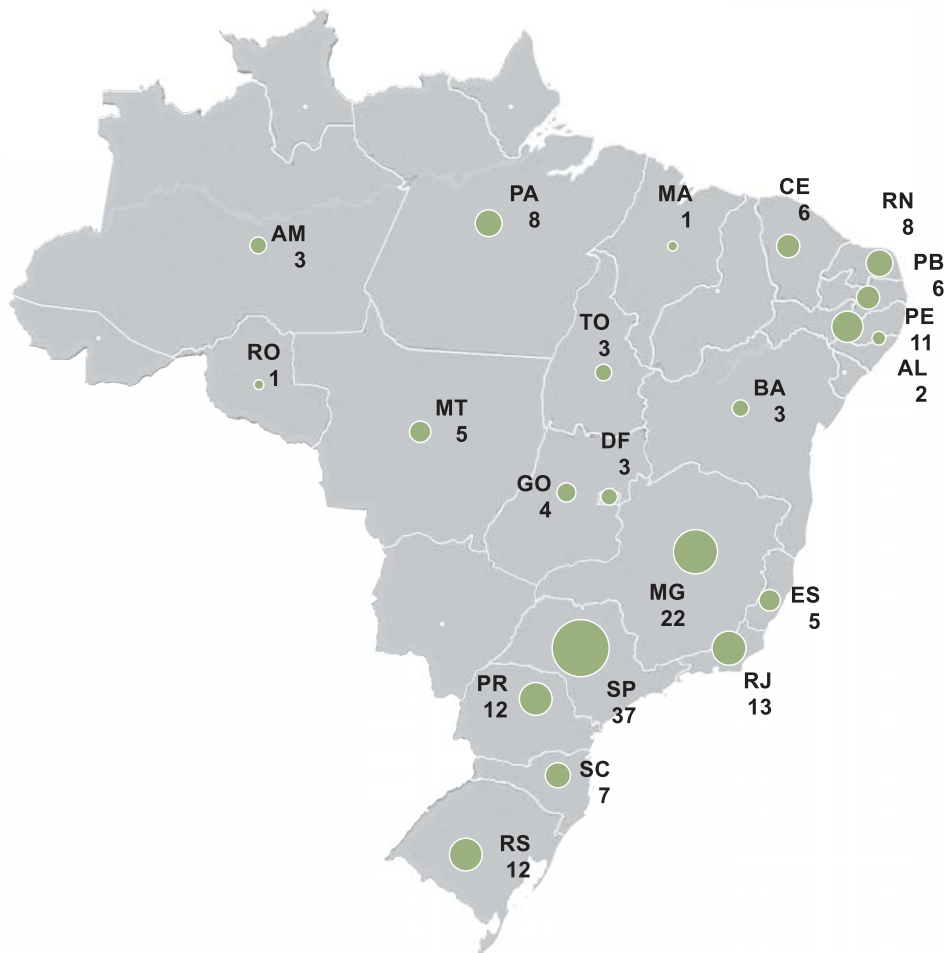 PA
8
MA
1
CE
6
RN
8
AM
3
PB
6
PE
11
TO
3
RO
1
AL
2
BA
3
MT
5
DF
3
GO
4
MG
22
ES
5
SP
37
RJ
13
PR
12
SC
7
RS
12